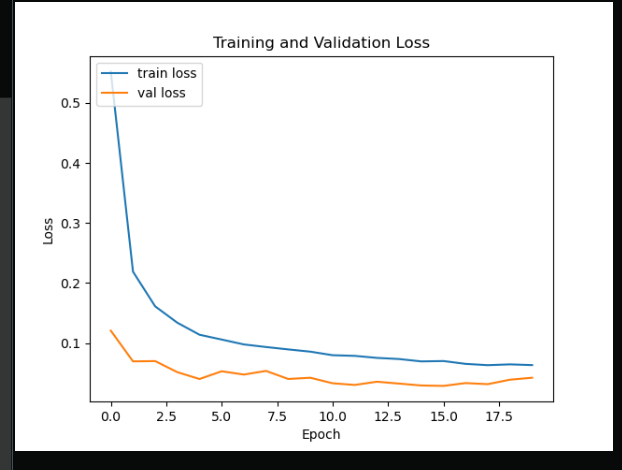 Training and Validation Loss
train loss
val loss
0.5
0.4
0.3
0.2
0.1
Loss
0.0 2.5 5.0 7.5 10.0 12.5 15.0 17.5
Epoch